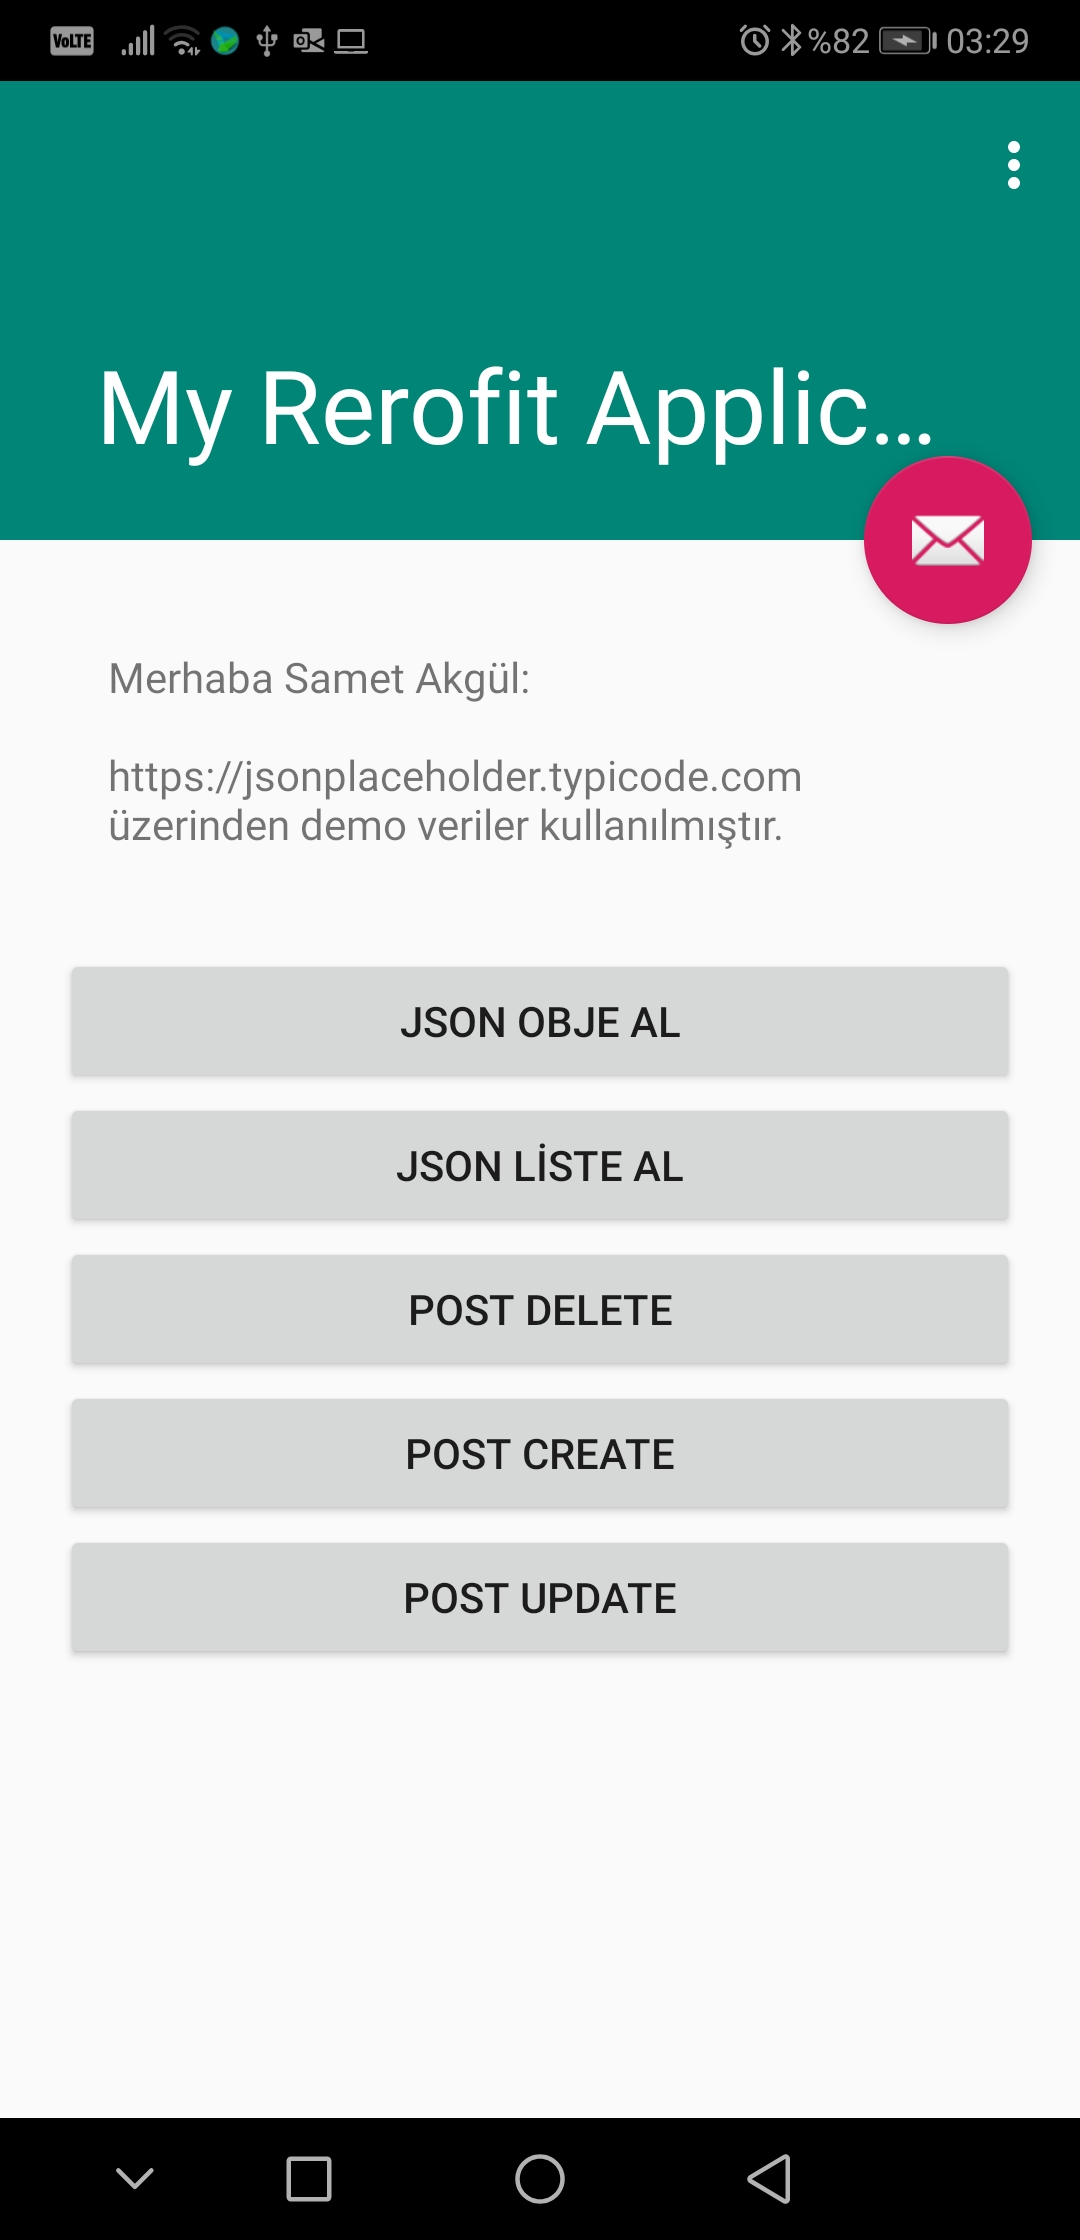 VoLTE %82 03:29
My Rerofit Applic...
Merhaba Samet Akgül:
https://jsonplaceholder.typicode.com
üzerinden demo veriler kullanılmıştır.
JSON OBJE AL
JSON LİSTE AL
POST DELETE
POST CREATE
POST UPDATE